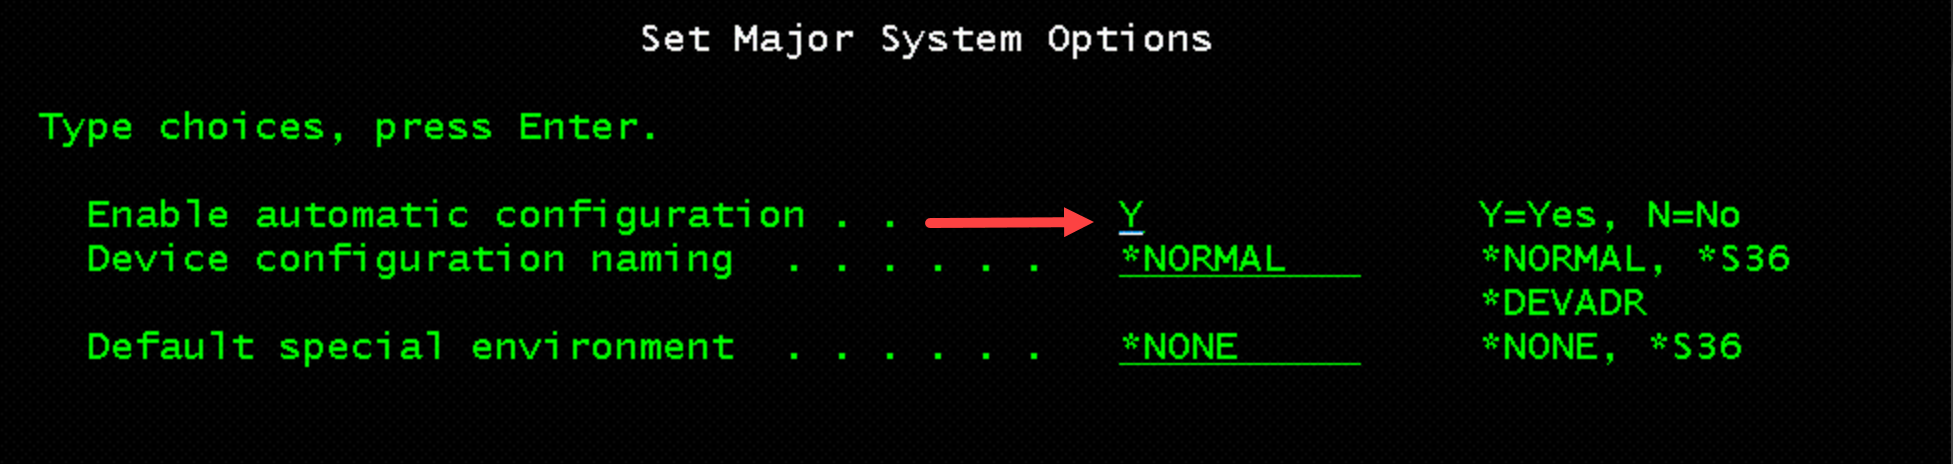 Set Major System Options
Type choices, press Enter.
Enable automatic configuration . . Y Y=Yes, N=No
Device configuration naming . . . . . . *NORMAL *NORMAL, *S36
*DEVADR
Default special environment . . . . . . *NONE *NONE, *S36